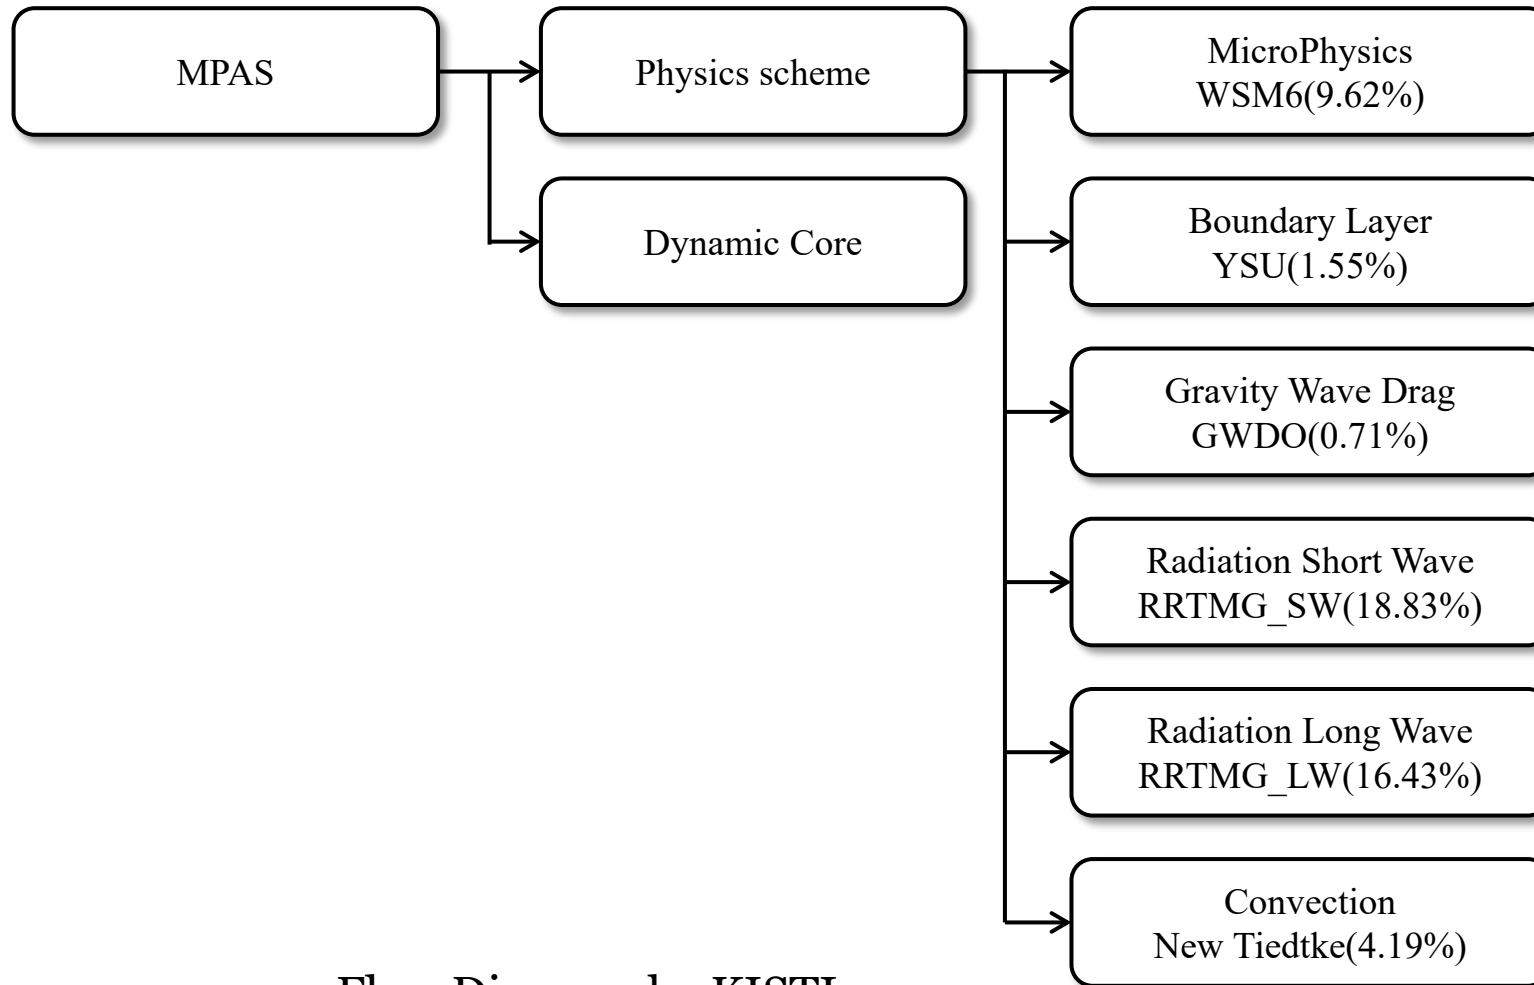 MPAS
Physics scheme
Dynamic Core
MicroPhysics
WSM6(9.62%)
Boundary Layer
YSU(1.55%)
Gravity Wave Drag
GWDO(0.71%)
Radiation Short Wave
RRTMG_SW(18.83%)
Radiation Long Wave
RRTMG_LW(16.43%)
Convection
New Tiedtke(4.19%)
KISTI